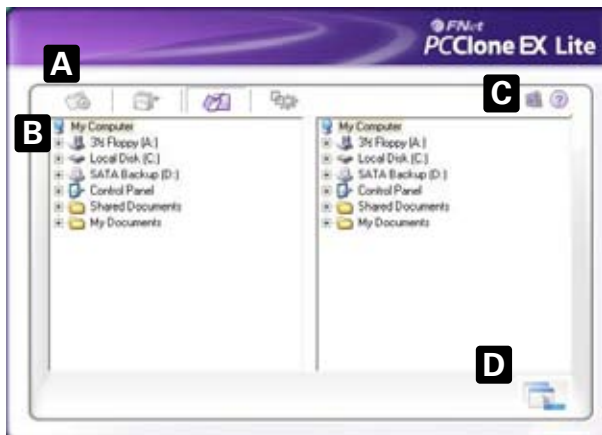 FNet
PCClone EX Lite
A
C
?
B
My Computer
3½ Floppy (A:)
Local Disk (C:)
SATA Backup (D:)
Control Panel
Shared Documents
My Documents
My Computer
3½ Floppy (A:)
Local Disk (C:)
SATA Backup (D:)
Control Panel
Shared Documents
My Documents
D